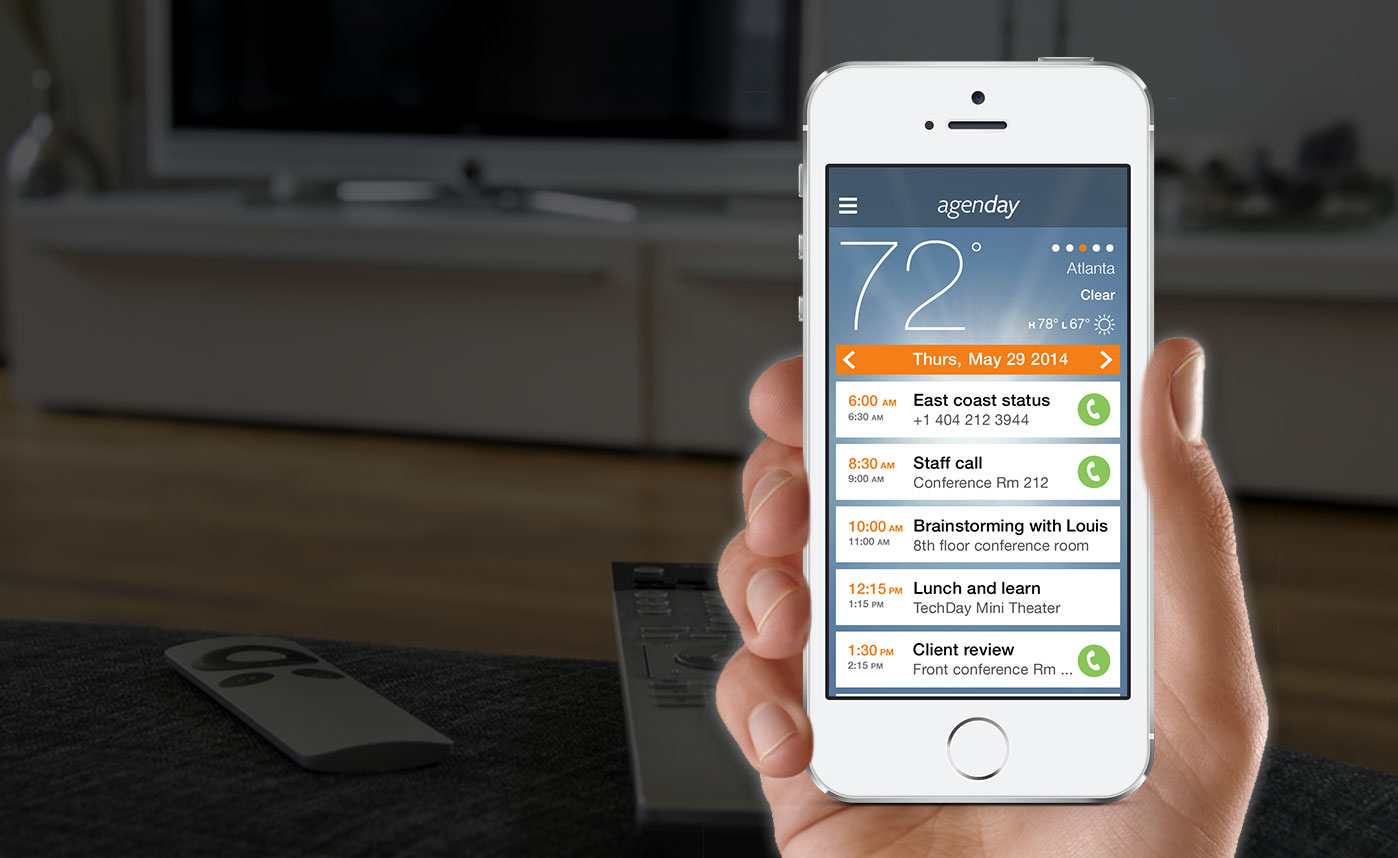 agenday
72°
Atlanta
Clear
H 78° L 67°
Thurs, May 29 2014
6:00 AM East coast status
6:30 AM +1 404 212 3944
8:30 AM Staff call
9:00 AM Conference Rm 212
10:00 AM Brainstorming with Louis
11:00 AM 8th floor conference room
12:15 PM Lunch and learn
1:15 PM TechDay Mini Theater
1:30 PM Client review
2:15 PM Front conference Rm ...